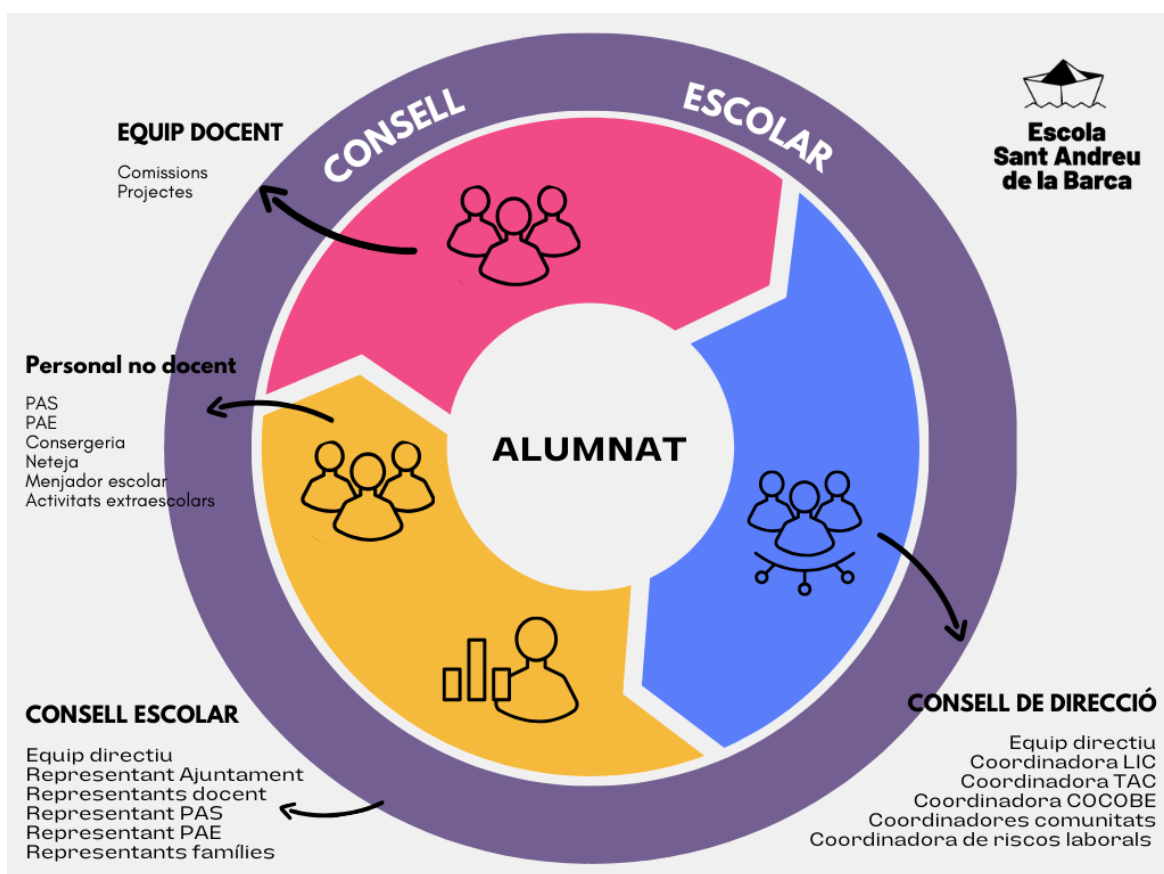 CONSELL ESCOLAR
Escola
Sant Andreu
de la Barca
EQUIP DOCENT
Comissions
Projectes
Personal no docent
PAS
PAE
Consergeria
Neteja
Menjador escolar
Activitats extraescolars
ALUMNAT
CONSELL ESCOLAR
Equip directiu
Representant Ajuntament
Representants docent
Representant PAS
Representant PAE
Representants famílies
CONSELL DE DIRECCIÓ
Equip directiu
Coordinadora LIC
Coordinadora TAC
Coordinadora COCOBE
Coordinadores comunitats
Coordinadora de riscos laborals